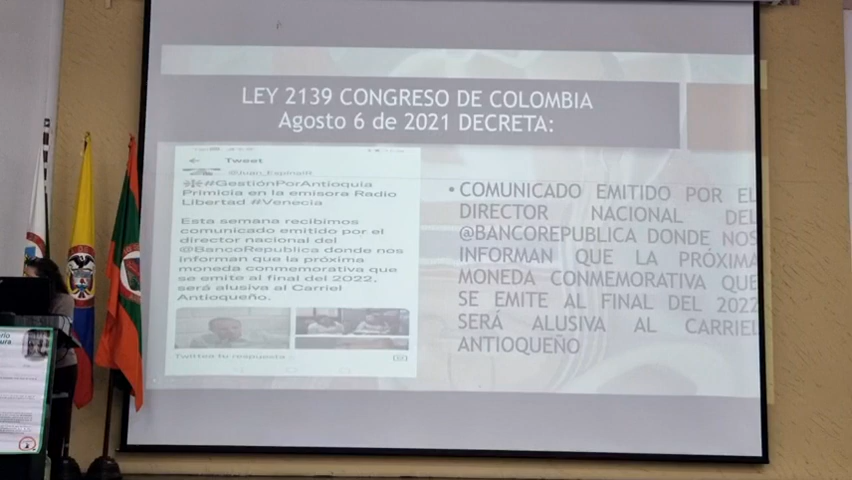 LEY 2139 CONGRESO DE COLOMBIA
Agosto 6 de 2021 DECRETA:
Tweet
#GestiónPorAntioquia
Primicia en la emisora Radio
Libertad #Venecia
Esta semana recibimos
comunicado emitido por el
director nacional del
@BancoRepublica donde nos
informan que la próxima
moneda conmemorativa que
se emite al final del 2022,
será alusiva al Carriel
Antioqueño.
Twittea tu respuesta
• COMUNICADO EMITIDO POR EL
DIRECTOR NACIONAL DEL
@BANCOREPUBLICA DONDE NOS
INFORMAN QUE LA PRÓXIMA
MONEDA CONMEMORATIVA QUE
SE EMITE AL FINAL DEL 2022
SERÁ ALUSIVA AL CARRIEL
ANTIOQUEÑO